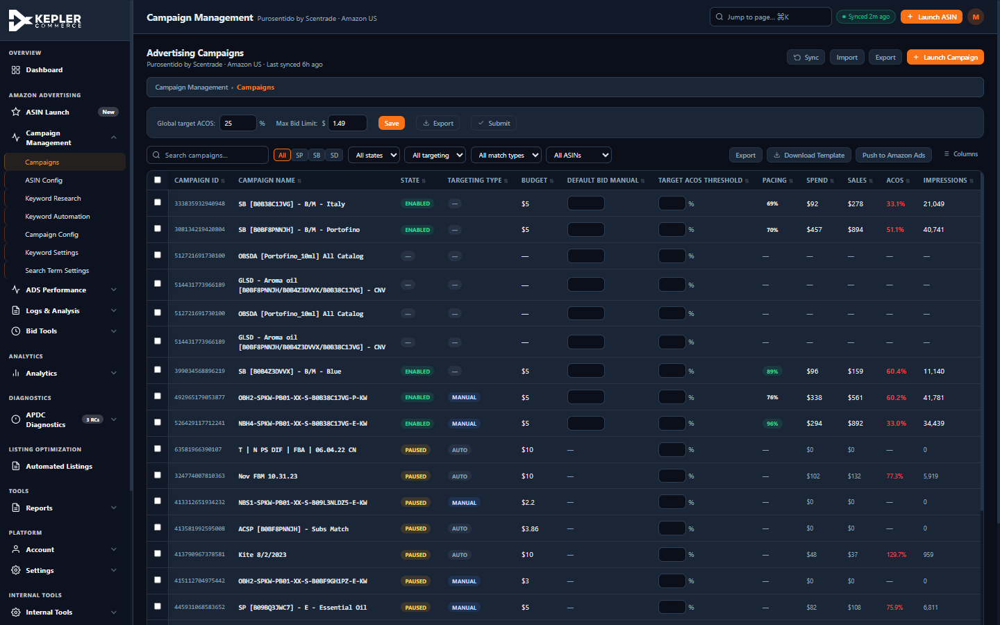 KEPLER
COMMERCE
Campaign Management Purosentido by Scentrade · Amazon US
Jump to page... ⌘K
Synced 2m ago
+ Launch ASIN
M
OVERVIEW
Dashboard
AMAZON ADVERTISING
ASIN Launch New
Campaign
Management
Campaigns
ASIN Config
Keyword Research
Keyword Automation
Campaign Config
Keyword Settings
Search Term Settings
ADS Performance
Logs & Analysis
Bid Tools
ANALYTICS
Analytics
DIAGNOSTICS
APDC
Diagnostics 3 RCs
LISTING OPTIMIZATION
Automated Listings
TOOLS
Reports
PLATFORM
Account
Settings
INTERNAL TOOLS
Internal Tools
Advertising Campaigns
Purosentido by Scentrade · Amazon US · Last synced 6h ago
Sync Import Export + Launch Campaign
Campaign Management › Campaigns
Global target ACOS: 25 % Max Bid Limit: $ 1.49 Save Export Submit
Search campaigns... All SP SB SD All states All targeting All match types All ASINs Export Download Template Push to Amazon Ads Columns
CAMPAIGN ID CAMPAIGN NAME STATE TARGETING TYPE BUDGET DEFAULT BID MANUAL TARGET ACOS THRESHOLD PACING SPEND SALES ACOS IMPRESSIONS
333835932940948 SB [B0B38C1JVG] - B/M - Italy ENABLED — $5 % 69% $92 $278 33.1% 21,049
308134219420804 SB [B0BF8PNNJH] - B/M - Portofino ENABLED — $5 % 70% $457 $894 51.1% 40,741
512721691730100 OBSDA [Portofino_10ml] All Catalog — — — % — — — — —
514431773966189 GLSD - Aroma oil
[B0BF8PNNJH/B0B4Z3DVVX/B0B38C1JVG] - CNV — — — % — — — — —
512721691730100 OBSDA [Portofino_10ml] All Catalog — — — % — — — — —
514431773966189 GLSD - Aroma oil
[B0BF8PNNJH/B0B4Z3DVVX/B0B38C1JVG] - CNV — — — % — — — — —
399034568896219 SB [B0B4Z3DVVX] - B/M - Blue ENABLED — $5 % 89% $96 $159 60.4% 11,140
492965179053877 OBH2-SPKW-PB01-XX-S-B0B38C1JVG-P-KW ENABLED MANUAL $5 % 76% $338 $561 60.2% 41,781
526429117712241 NBH4-SPKW-PB01-XX-S-B0B38C1JVG-E-KW ENABLED MANUAL $5 % 96% $294 $892 33.0% 34,439
63581966390107 T | N PS DIF | FBA | 06.04.22 CN PAUSED AUTO $10 — % — $0 $0 — 0
324774007810363 Nov FBM 10.31.23 PAUSED AUTO $10 — % — $102 $132 77.3% 5,919
413312651934232 NBS1-SPKW-PB01-XX-S-B09L3NLDZ5-E-KW PAUSED MANUAL $2.2 — % — $0 $0 — 0
413581992595008 ACSP [B0BF8PNNJH] - Subs Match PAUSED AUTO $3.86 — % — $0 $0 — 0
413790967378581 Kite 8/2/2023 PAUSED AUTO $10 — % — $48 $37 129.7% 959
415112704975442 OBH2-SPKW-PB01-XX-S-B0BF9GH1PZ-E-KW PAUSED MANUAL $3 — % — $0 $0 — 0
445931068583652 SP [B09BQ3JWC7] - E - Essential Oil PAUSED MANUAL $5 — % — $82 $108 75.9% 6,811